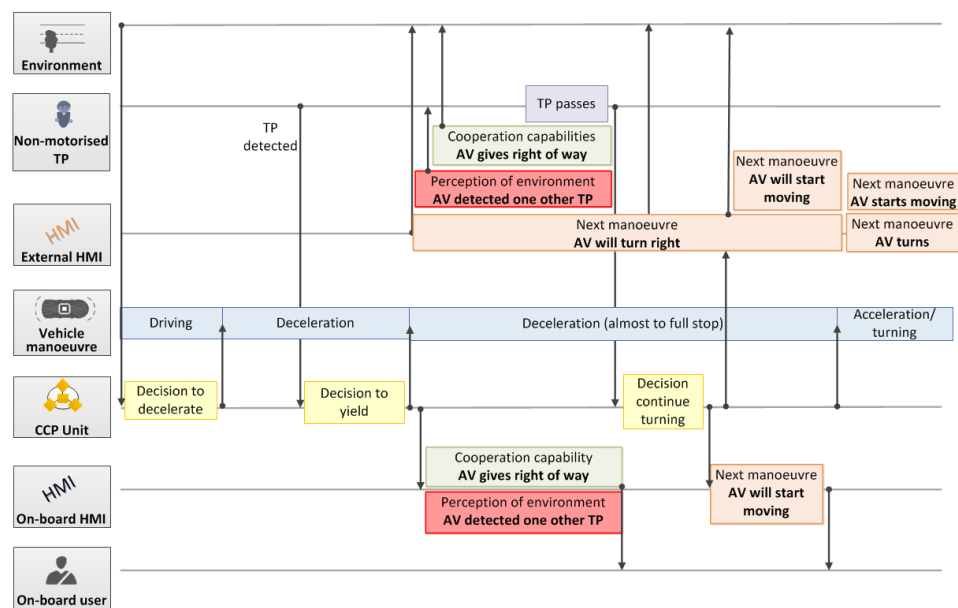 Environment
Non-motorised
TP
TP
detected
TP passes
Cooperation capabilities
AV gives right of way
Perception of environment
AV detected one other TP
Next manoeuvre
AV will start
moving
Next manoeuvre
AV starts moving
HMI
External HMI
Next manoeuvre
AV will turn right
Next manoeuvre
AV turns
Vehicle
manoeuvre
Driving
Deceleration
Deceleration (almost to full stop)
Acceleration/
turning
CCP Unit
Decision to
decelerate
Decision to
yield
Decision
continue
turning
HMI
On-board HMI
Cooperation capability
AV gives right of way
Perception of environment
AV detected one other TP
Next manoeuvre
AV will start
moving
On-board user